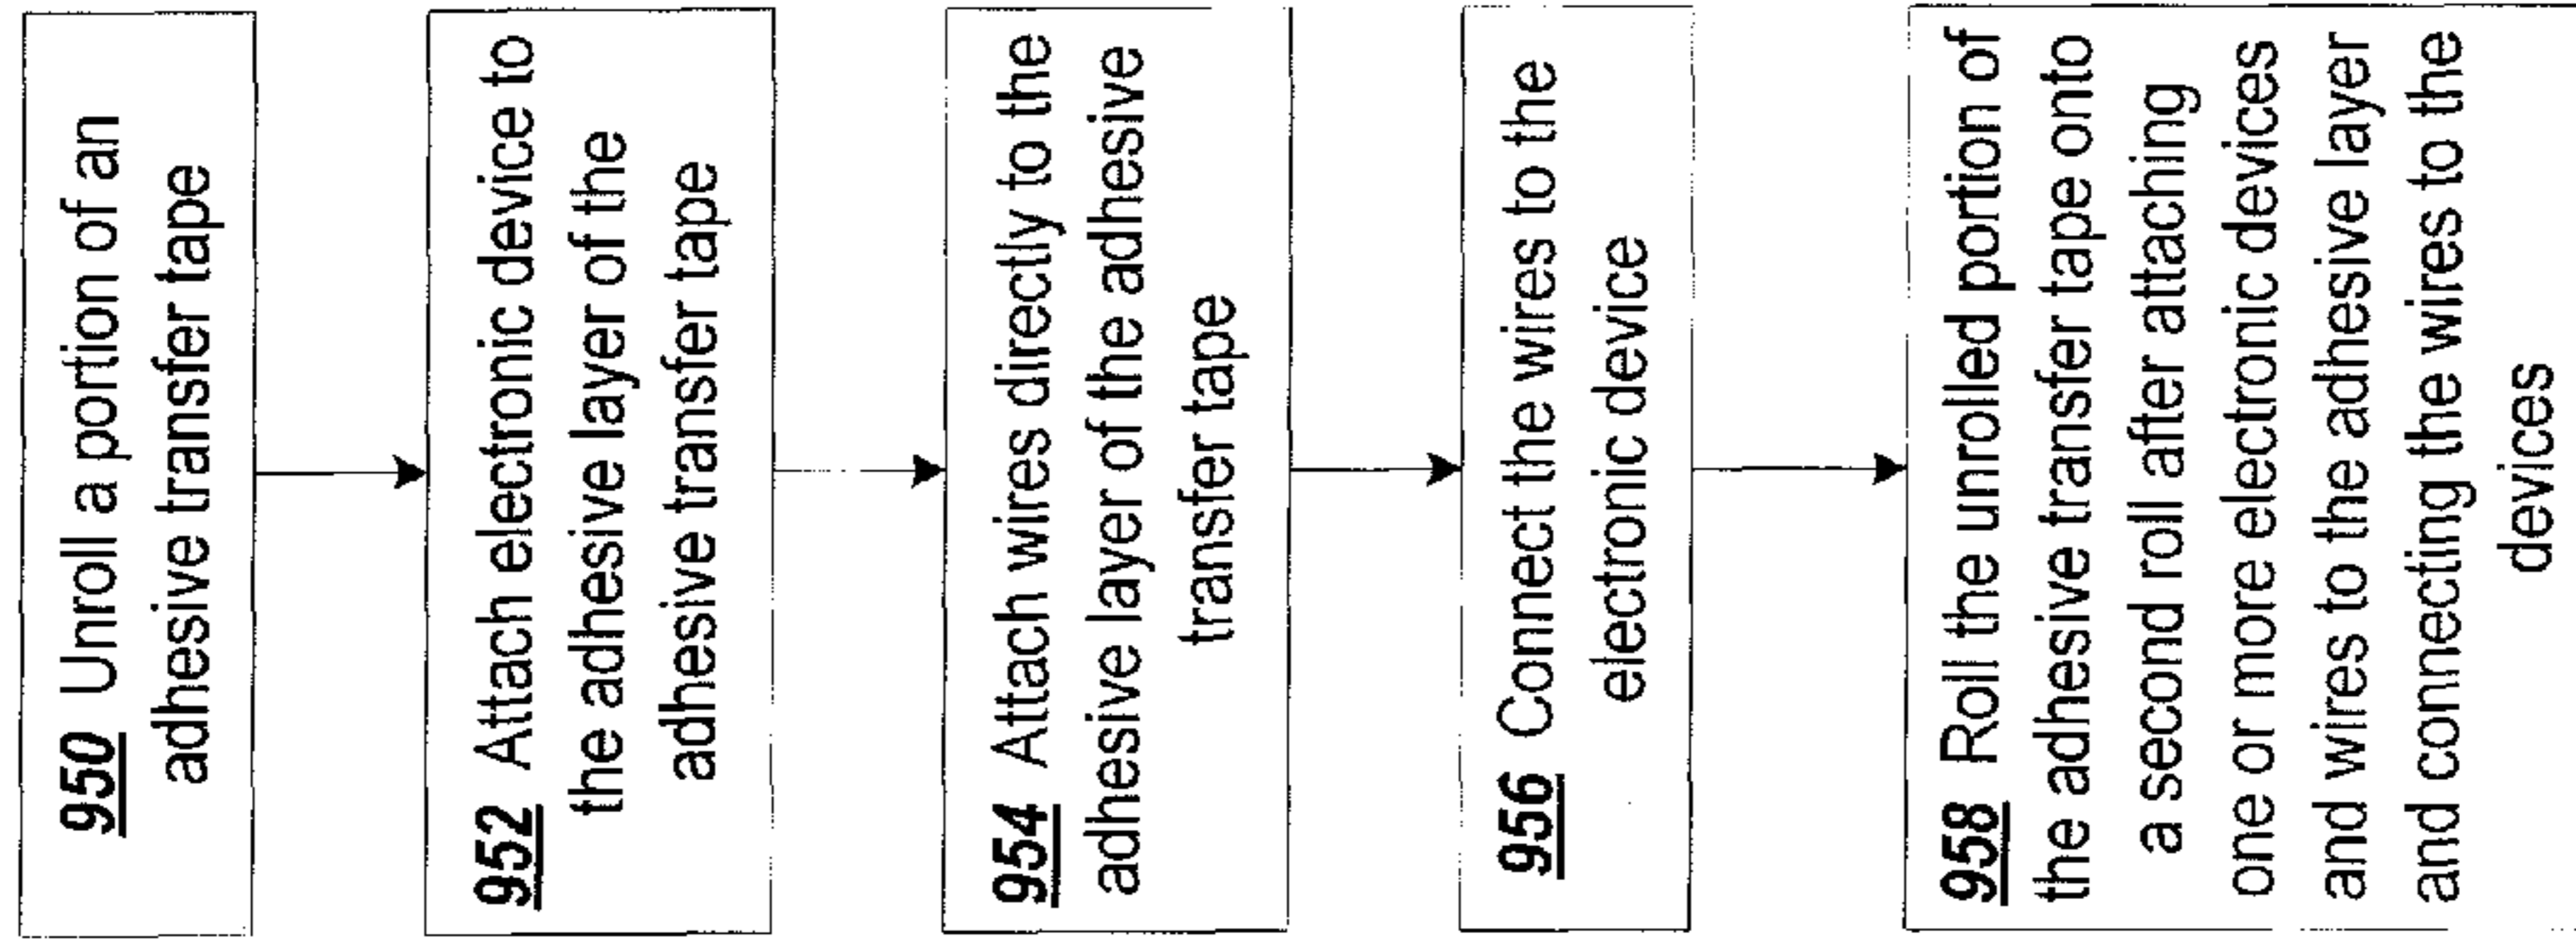 950 Unroll a portion of an
adhesive transfer tape
952 Attach electronic device to
the adhesive layer of the
adhesive transfer tape
954 Attach wires directly to the
adhesive layer of the adhesive
transfer tape
956 Connect the wires to the
electronic device
958 Roll the unrolled portion of
the adhesive transfer tape onto
a second roll after attaching
one or more electronic devices
and wires to the adhesive layer
and connecting the wires to the
devices